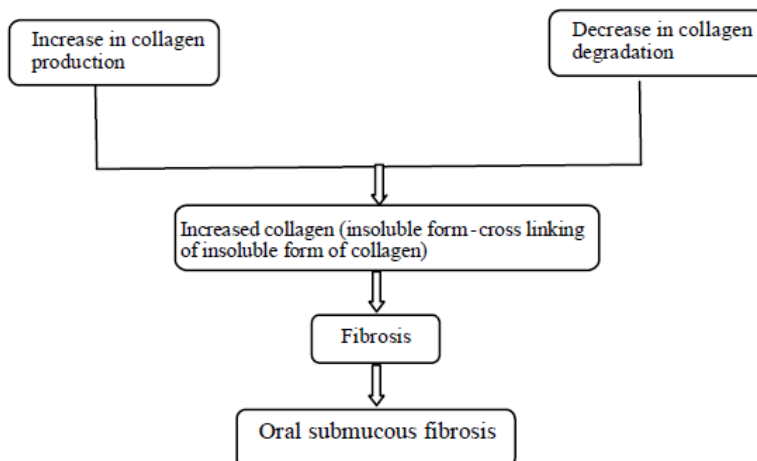 Increase in collagen
production
Decrease in collagen
degradation
Increased collagen (insoluble form-cross linking
of insoluble form of collagen)
Fibrosis
Oral submucous fibrosis